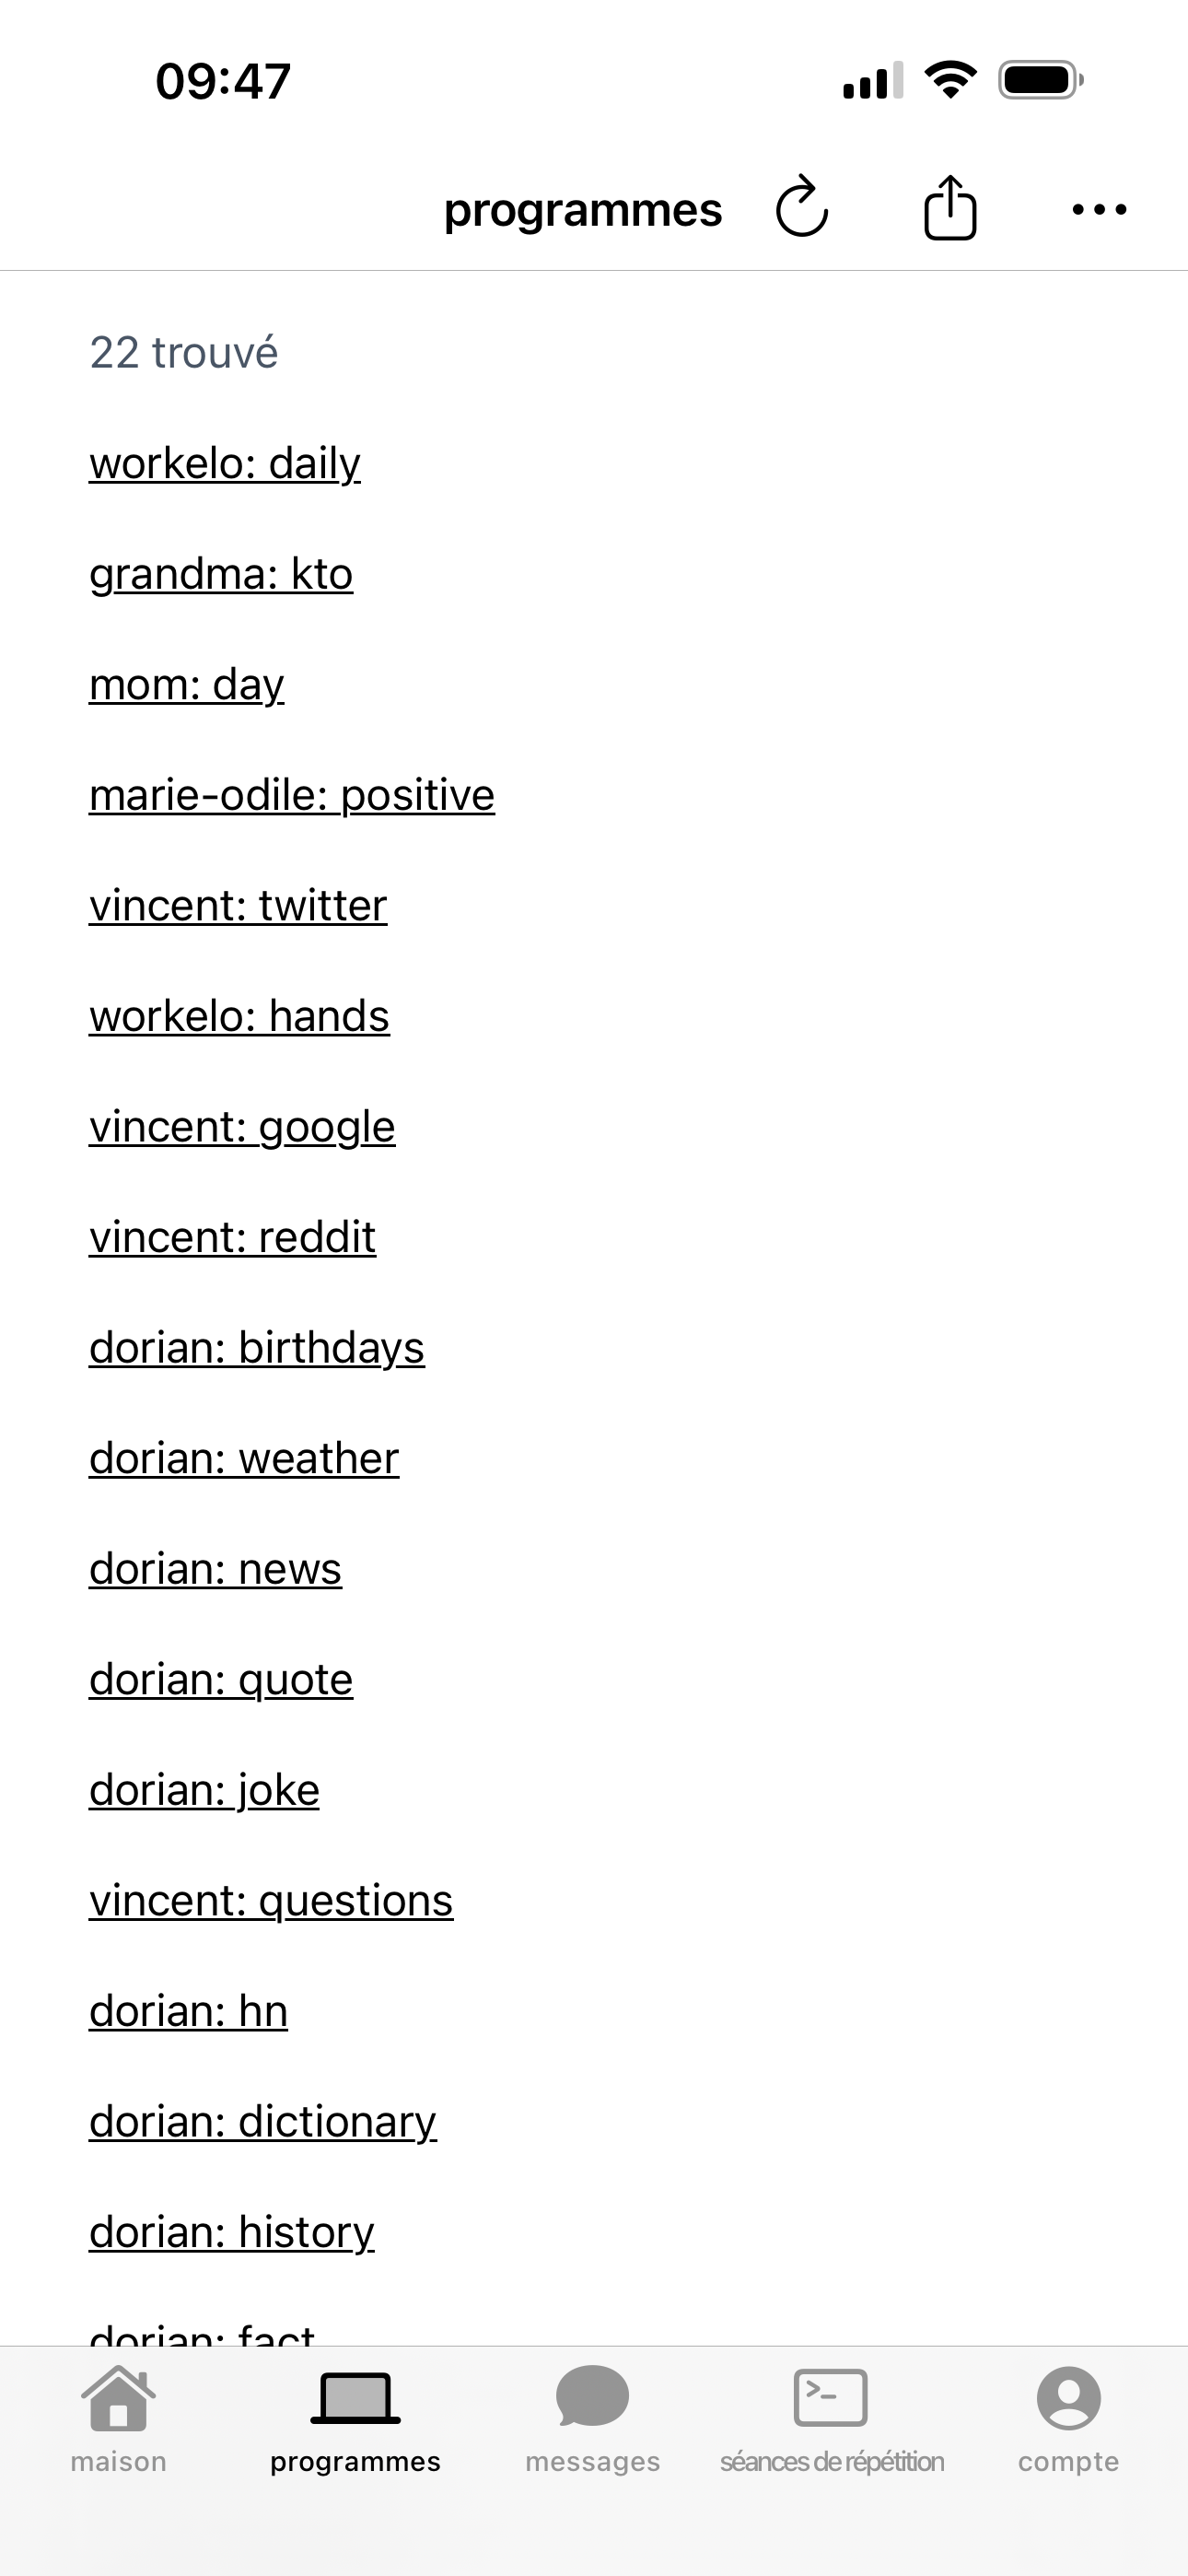 09:47
programmes
22 trouvé
workelo: daily
grandma: kto
mom: day
marie-odile: positive
vincent: twitter
workelo: hands
vincent: google
vincent: reddit
dorian: birthdays
dorian: weather
dorian: news
dorian: quote
dorian: joke
vincent: questions
dorian: hn
dorian: dictionary
dorian: history
dorian: fact
maison
programmes
messages
séances de répétition
compte